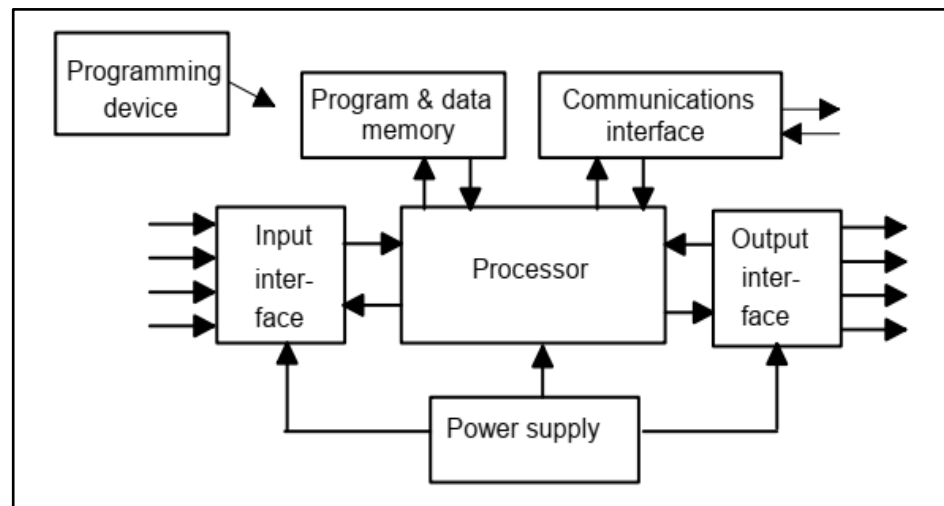 Programming
device
Program & data
memory
Communications
interface
Input
inter-
face
Processor
Output
inter-
face
Power supply